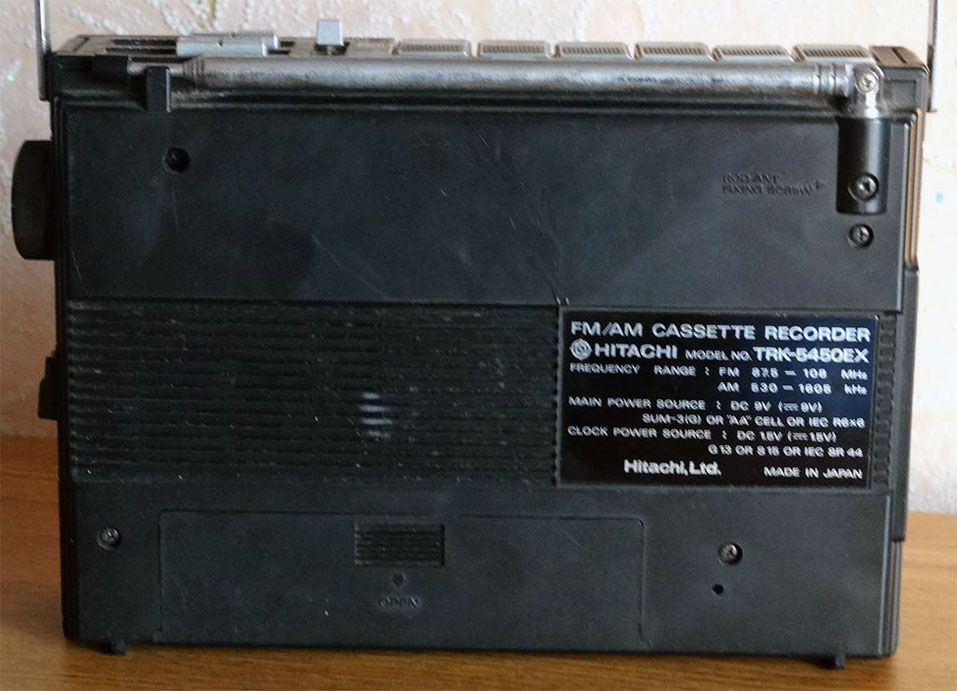 ROD ANT
FIXING SCREW
FM/AM CASSETTE RECORDER
HITACHI MODEL NO. TRK-5450EX
FREQUENCY RANGE : FM 87.5 — 108 MHz
AM 530 — 1605 kHz
MAIN POWER SOURCE : DC 9V (⎓9V)
SUM-3(G) OR "AA" CELL OR IEC R6×6
CLOCK POWER SOURCE : DC 1.5V (⎓1.5V)
G13 OR S15 OR IEC SR 44
Hitachi, Ltd. MADE IN JAPAN
OPEN